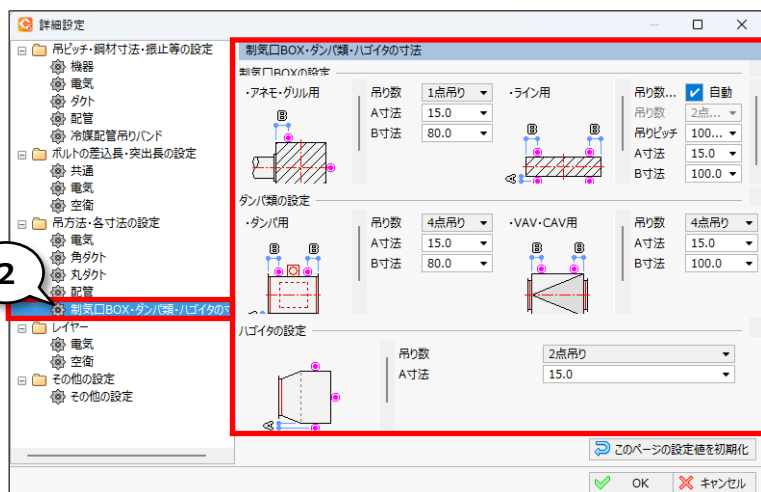 詳細設定
吊ピッチ・鋼材寸法・振止等の設定
機器
電気
ダクト
配管
冷媒配管吊りバンド
ボルトの差込長・突出長の設定
共通
電気
空衛
吊方法・各寸法の設定
電気
角ダクト
丸ダクト
配管
制気口BOX・ダンパ類・ハゴイタの寸
レイヤー
電気
空衛
その他の設定
その他の設定
2
制気口BOX・ダンパ類・ハゴイタの寸法
制気口BOXの設定
・アネモ・グリル用
B
吊り数 1点吊り
A寸法 15.0
B寸法 80.0
・ライン用
B B
A
吊り数... 自動
吊り数 2点...
吊りピッチ 100...
A寸法 15.0
B寸法 100.0
ダンパ類の設定
・ダンパ用
B B
吊り数 4点吊り
A寸法 15.0
B寸法 80.0
・VAV・CAV用
B B
吊り数 4点吊り
A寸法 15.0
B寸法 100.0
ハゴイタの設定
A
吊り数 2点吊り
A寸法 15.0
このページの設定値を初期化
OK キャンセル